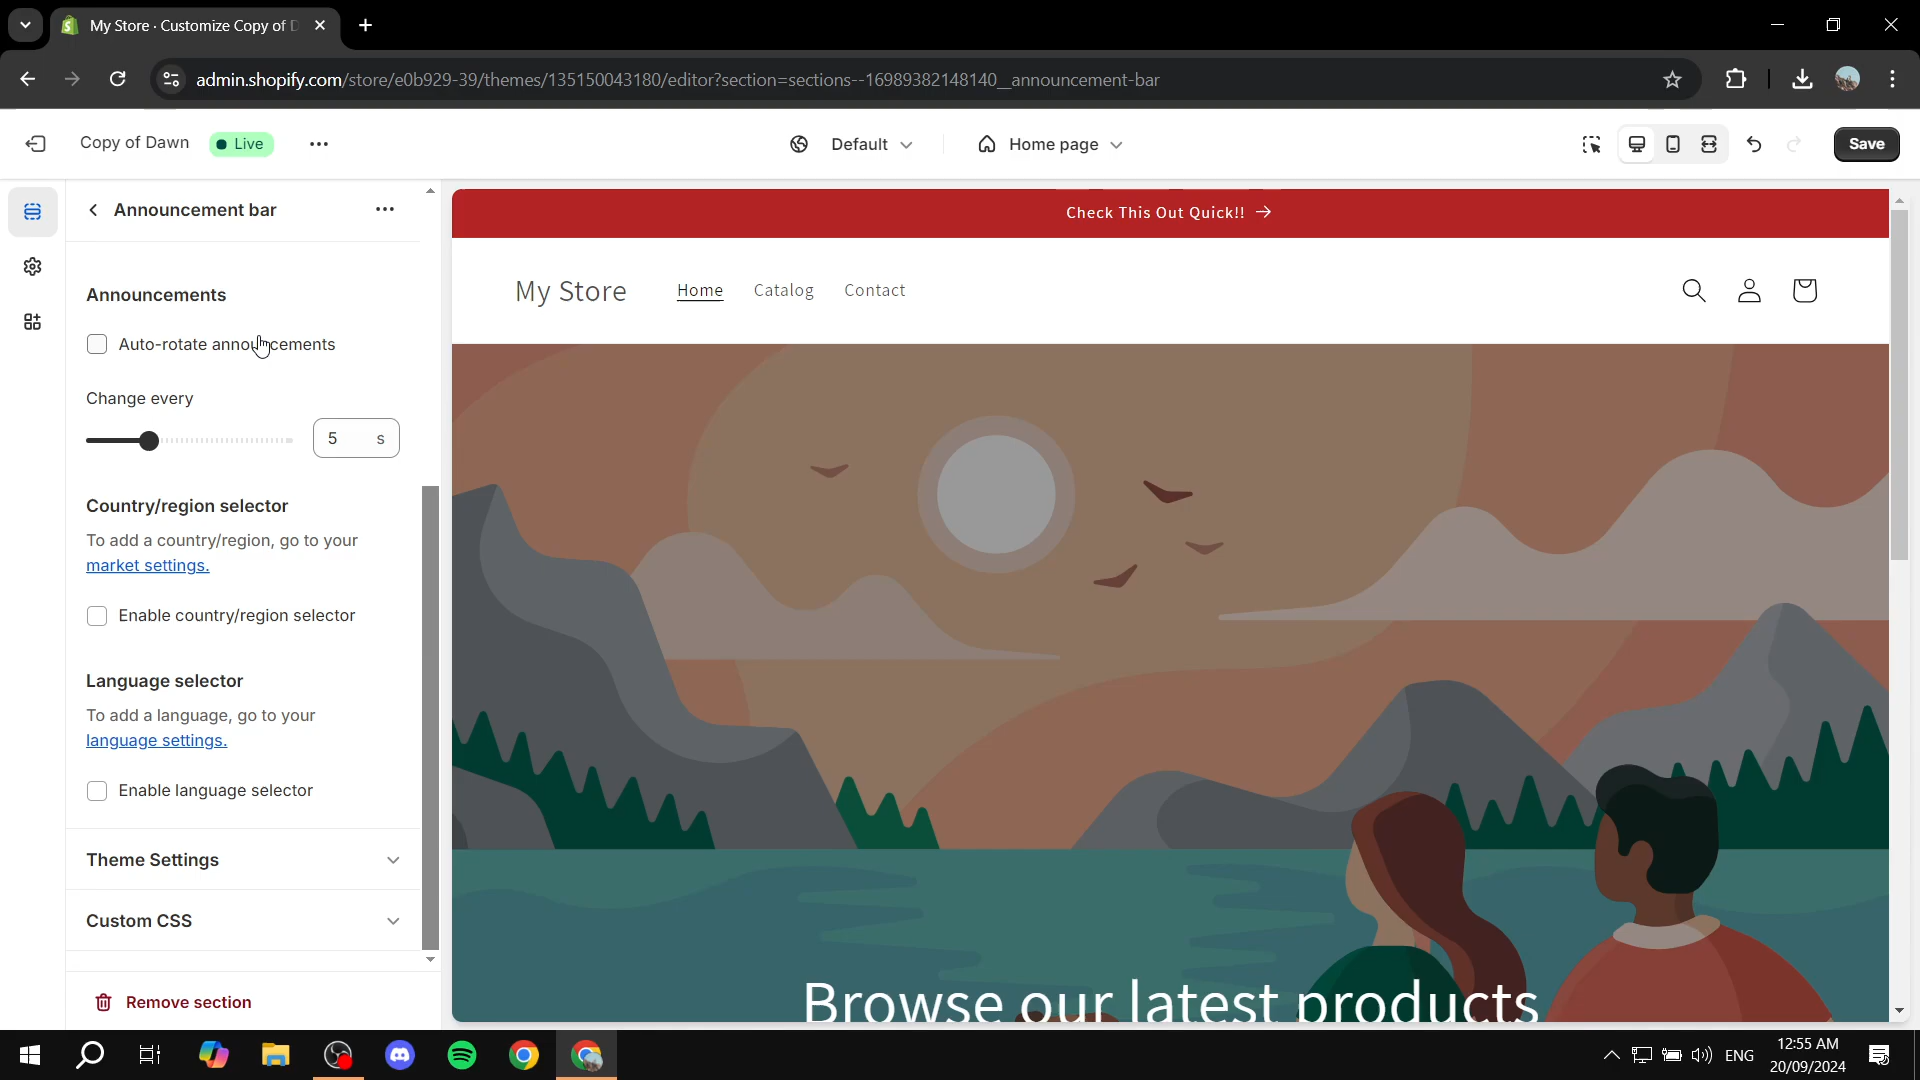 My Store · Customize Copy of D
admin.shopify.com/store/e0b929-39/themes/135150043180/editor?section=sections--16989382148140__announcement-bar
Copy of Dawn
Live
Default
Home page
Save
Announcement bar
Announcements
Auto-rotate announcements
Change every
5 s
Country/region selector
To add a country/region, go to your
market settings.
Enable country/region selector
Language selector
To add a language, go to your
language settings.
Enable language selector
Theme Settings
Custom CSS
Remove section
Check This Out Quick!! →
My Store
Home
Catalog
Contact
Browse our latest products
ENG
12:55 AM
20/09/2024